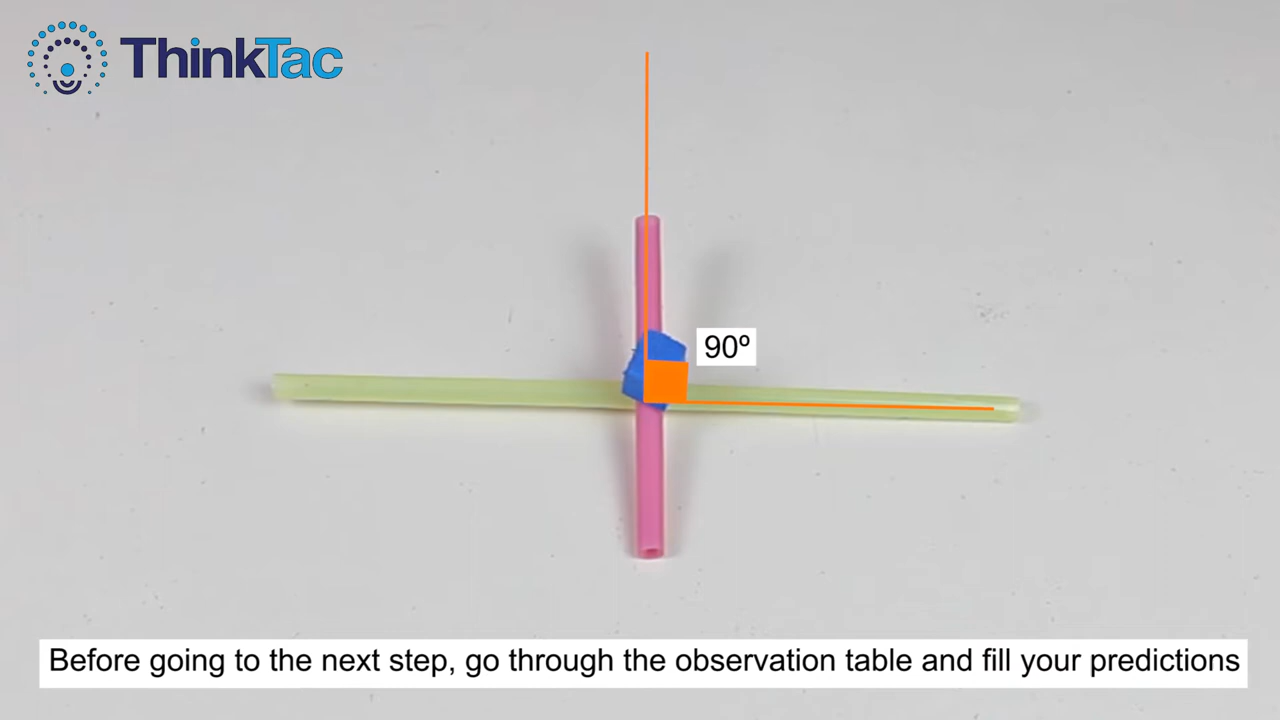 ThinkTac
90º
Before going to the next step, go through the observation table and fill your predictions